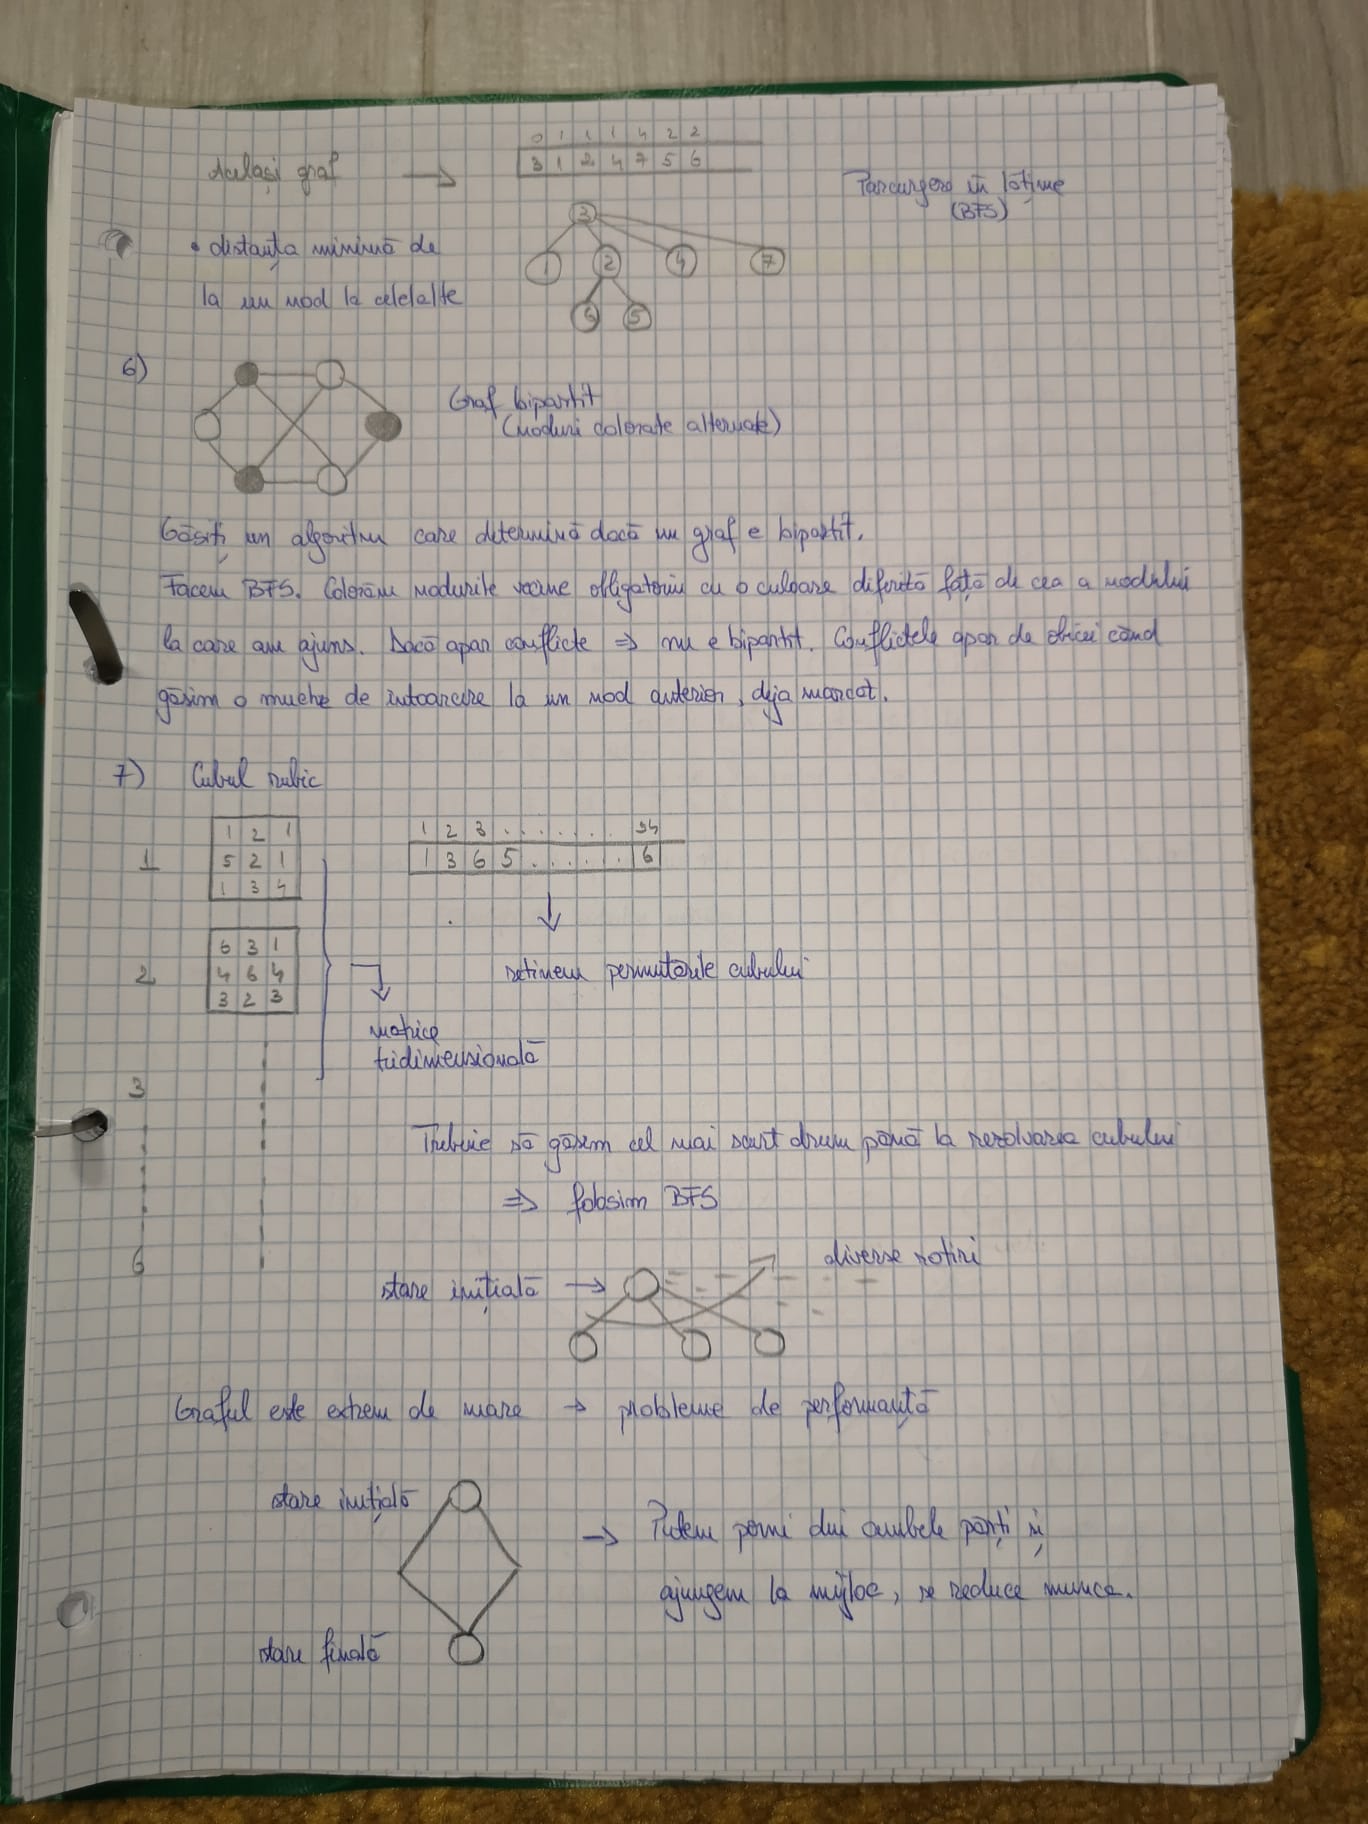 0 1 1 1 4 2 2
Același graf → 3 1 2 4 7 5 6
Parcurgere în lățime
(BFS)
3
• distanța minimă de
1 2 4 7
la un nod la celelalte
6 5
6)
Graf bipartit
(noduri colorate alternate)
Găsiți un algoritm care determină dacă un graf e bipartit.
Facem BFS. Colorăm nodurile vecine obligatoriu cu o culoare diferită față de cea a nodului
la care am ajuns. Dacă apar conflicte ⇒ nu e bipartit. Conflictele apar de obicei când
găsim o muchie de întoarcere la un nod anterior, deja marcat.
7) Cubul rubic
1
1 2 1
5 2 1
1 3 4
1 2 3 . . . . . . . 54
1 3 6 5 . . . . . 6
2
6 3 1
4 6 4
3 2 3
reținem permutările cubului
matrice
tridimensională
3
Trebuie să găsim cel mai scurt drum până la rezolvarea cubului
⇒ folosim BFS
6
diverse rotiri
stare inițială →
Graful este extrem de mare → probleme de performanță
stare inițială
→ Putem porni din ambele părți și
ajungem la mijloc, se reduce munca.
stare finală